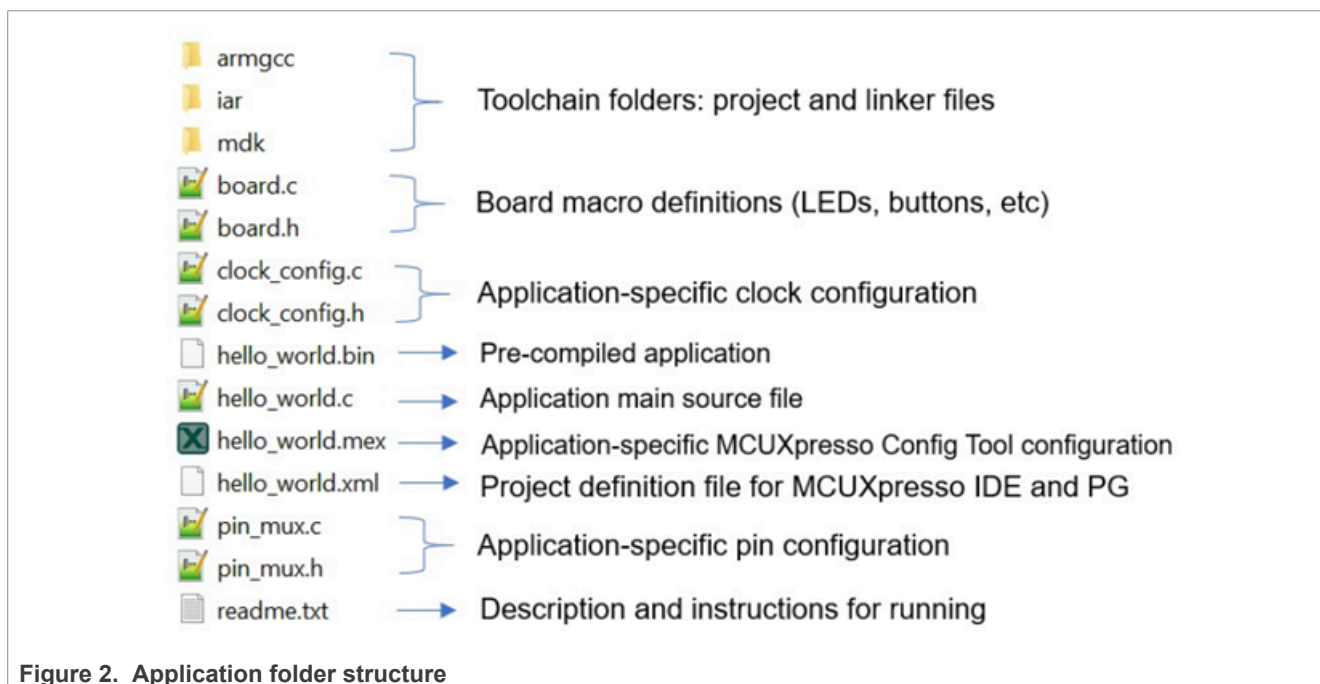 armgcc
iar
mdk
Toolchain folders: project and linker files
board.c
board.h
Board macro definitions (LEDs, buttons, etc)
clock_config.c
clock_config.h
Application-specific clock configuration
hello_world.bin Pre-compiled application
hello_world.c Application main source file
hello_world.mex Application-specific MCUXpresso Config Tool configuration
hello_world.xml Project definition file for MCUXpresso IDE and PG
pin_mux.c
pin_mux.h
Application-specific pin configuration
readme.txt Description and instructions for running
Figure 2. Application folder structure